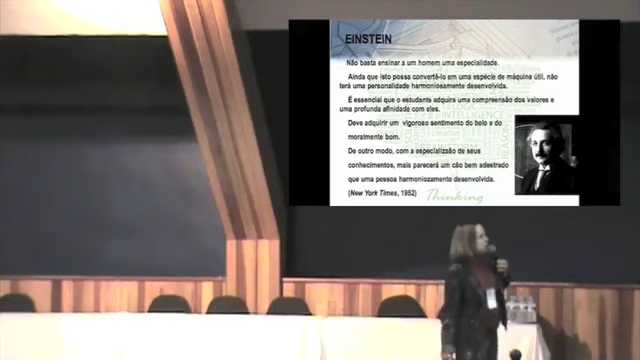 EINSTEIN
Não basta ensinar a um homem uma especialidade.
Ainda que isto possa convertê-lo em uma espécie de máquina útil, não
terá uma personalidade harmoniosamente desenvolvida.
É essencial que o estudante adquira uma compreensão dos valores e
uma profunda afinidade com eles.
Deve adquirir um vigoroso sentimento do belo e do
moralmente bom.
De outro modo, com a especialização de seus
conhecimentos, mais parecerá um cão bem adestrado
que uma pessoa harmoniozamente desenvolvida.
(New York Times, 1952)
Thinking